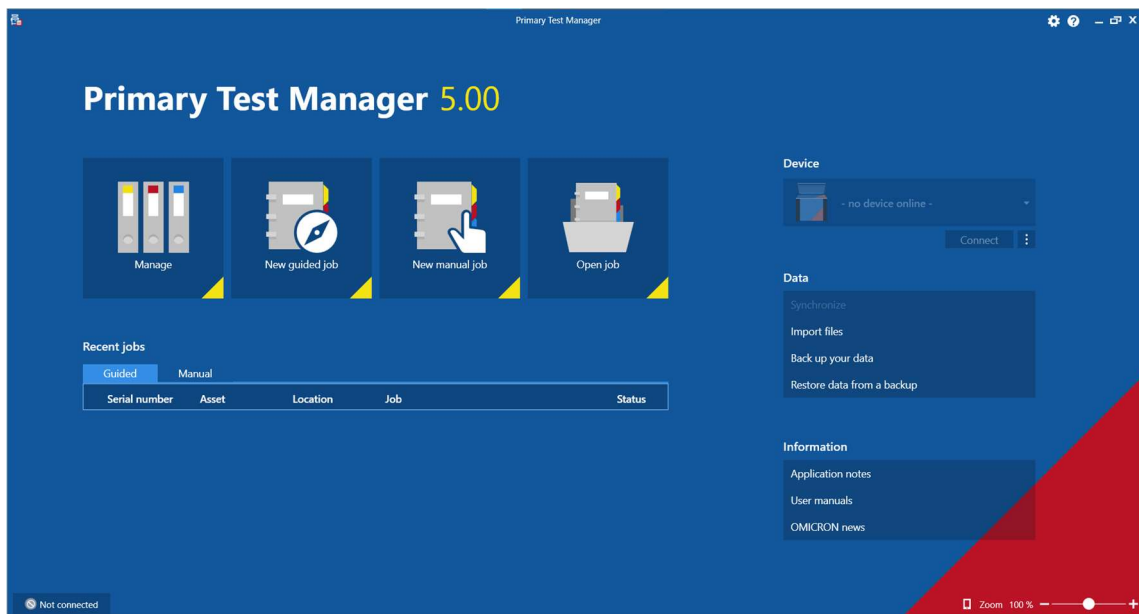 Primary Test Manager
Primary Test Manager 5.00
Manage
New guided job
New manual job
Open job
Recent jobs
Guided Manual
Serial number Asset Location Job Status
Device
- no device online -
Connect
Data
Synchronize
Import files
Back up your data
Restore data from a backup
Information
Application notes
User manuals
OMICRON news
Not connected
Zoom 100 %